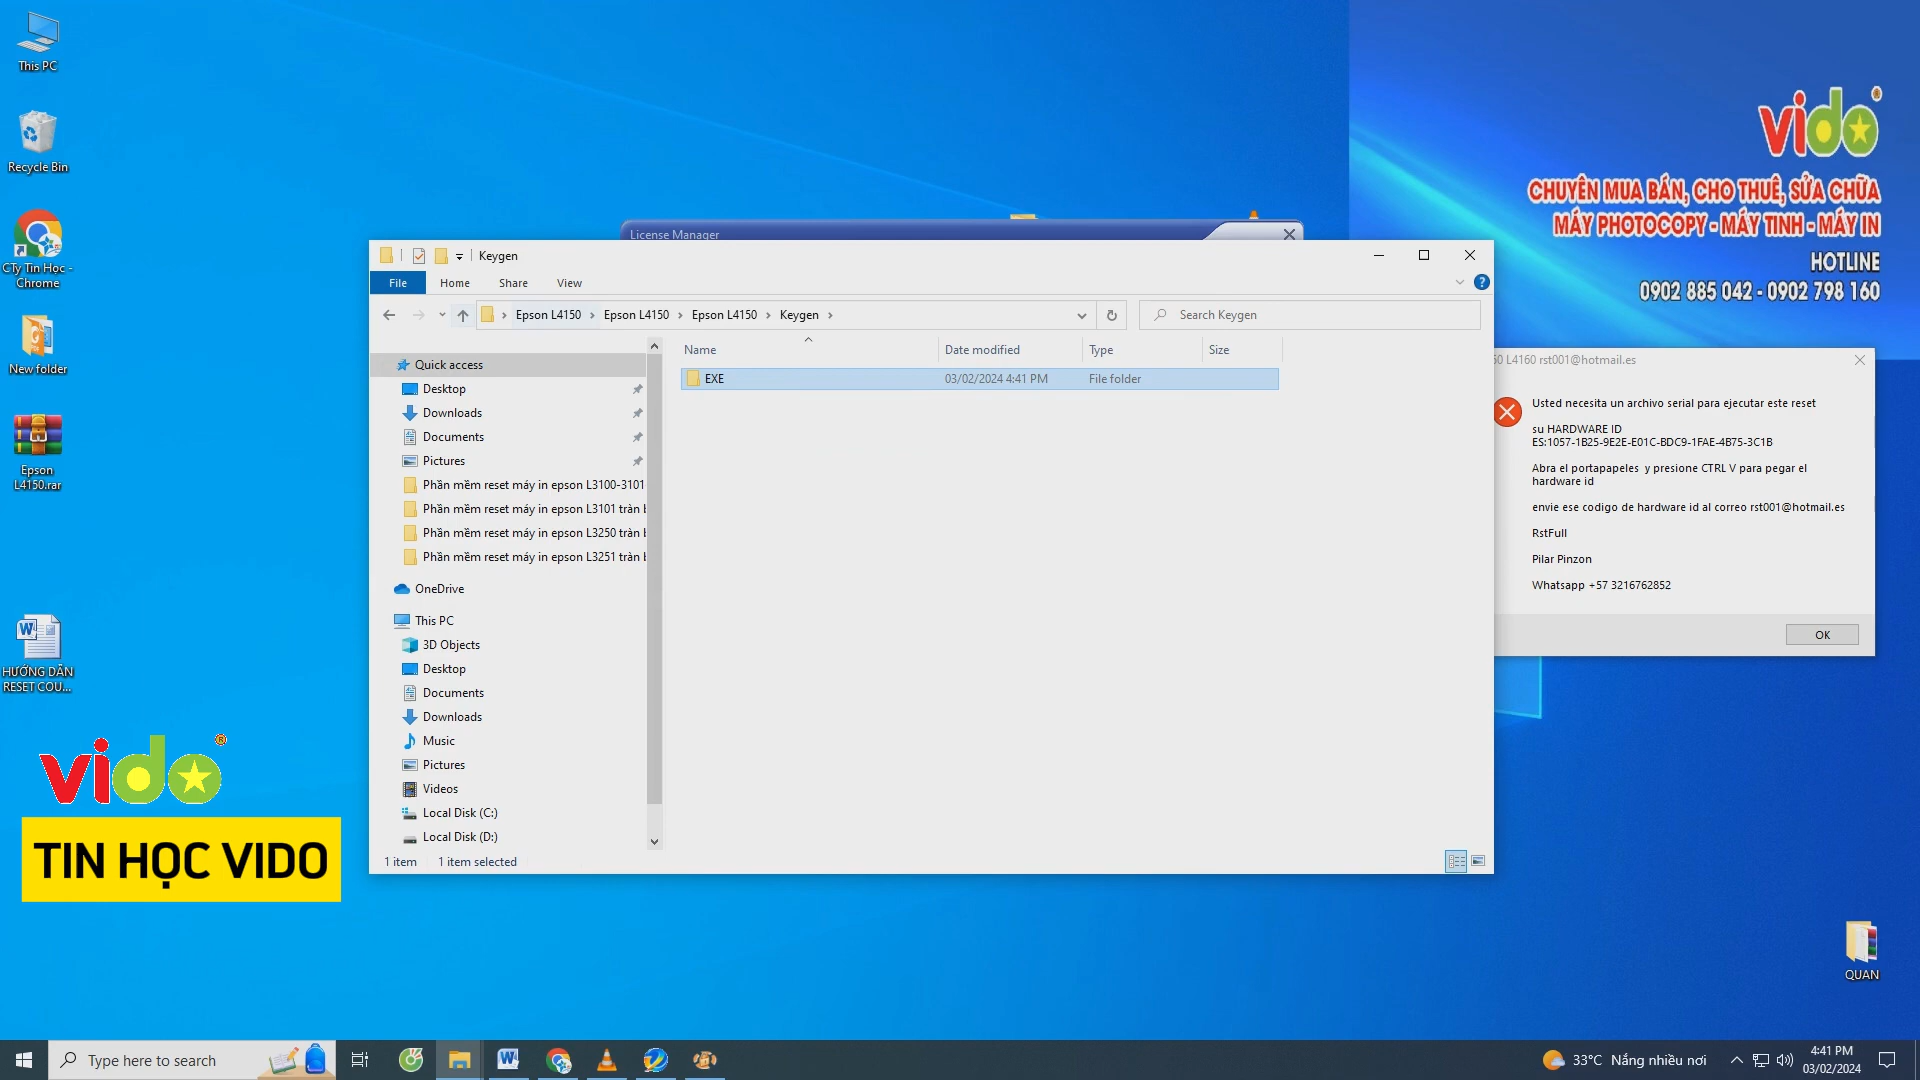 This PC
Recycle Bin
CTy Tin Học -
Chrome
New folder
Epson
L4150.rar
HƯỚNG DẪN
RESET COU...
vido
TIN HỌC VIDO
vido
CHUYÊN MUA BÁN, CHO THUÊ, SỬA CHỮA
MÁY PHOTOCOPY - MÁY TINH - MÁY IN
HOTLINE
0902 885 042 - 0902 798 160
License Manager
Keygen
File
Home
Share
View
Epson L4150
Epson L4150
Epson L4150
Keygen
Search Keygen
Name
Date modified
Type
Size
EXE
03/02/2024 4:41 PM
File folder
Quick access
Desktop
Downloads
Documents
Pictures
Phần mềm reset máy in epson L3100-3101
Phần mềm reset máy in epson L3101 tràn
Phần mềm reset máy in epson L3250 tràn
Phần mềm reset máy in epson L3251 tràn
OneDrive
This PC
3D Objects
Desktop
Documents
Downloads
Music
Pictures
Videos
Local Disk (C:)
Local Disk (D:)
1 item
1 item selected
L4160 rst001@hotmail.es
Usted necesita un archivo serial para ejecutar este reset
su HARDWARE ID
ES:1057-1B25-9E2E-E01C-BDC9-1FAE-4B75-3C1B
Abra el portapapeles y presione CTRL V para pegar el
hardware id
envie ese codigo de hardware id al correo rst001@hotmail.es
RstFull
Pilar Pinzon
Whatsapp +57 3216762852
OK
QUAN
Type here to search
33°C Nắng nhiều nơi
4:41 PM
03/02/2024